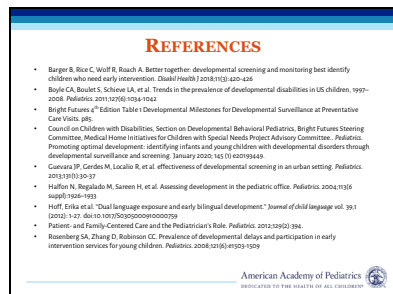 REFERENCES
• Barger B, Rice C, Wolf R, Roach A. Better together: developmental screening and monitoring best identify
children who need early intervention. Disabil Health J 2018;11(3):420-426
• Boyle CA, Boulet S, Schieve LA, et al. Trends in the prevalence of developmental disabilities in US children, 1997–
2008. Pediatrics. 2011;127(6):1034-1042
• Bright Futures 4th Edition Table 1 Developmental Milestones for Developmental Surveillance at Preventative
Care Visits. p85.
• Council on Children with Disabilities, Section on Developmental Behavioral Pediatrics, Bright Futures Steering
Committee, Medical Home Initiatives for Children with Special Needs Project Advisory Committee.. Pediatrics.
Promoting optimal development: identifying infants and young children with developmental disorders through
developmental surveillance and screening. January 2020; 145 (1) e20193449.
• Guevara JP, Gerdes M, Localio R, et al. effectiveness of developmental screening in an urban setting. Pediatrics.
2013;131(1):30-37
• Halfon N, Regalado M, Sareen H, et al. Assessing development in the pediatric office. Pediatrics. 2004;113(6
suppl):1926–1933
• Hoff, Erika et al. "Dual language exposure and early bilingual development." Journal of child language vol. 39,1
(2012): 1-27. doi:10.1017/S0305000910000759
• Patient- and Family-Centered Care and the Pediatrician's Role. Pediatrics. 2012;129(2):394.
• Rosenberg SA, Zhang D, Robinson CC. Prevalence of developmental delays and participation in early
intervention services for young children. Pediatrics. 2008;121(6):e1503-1509
American Academy of Pediatrics
DEDICATED TO THE HEALTH OF ALL CHILDREN®